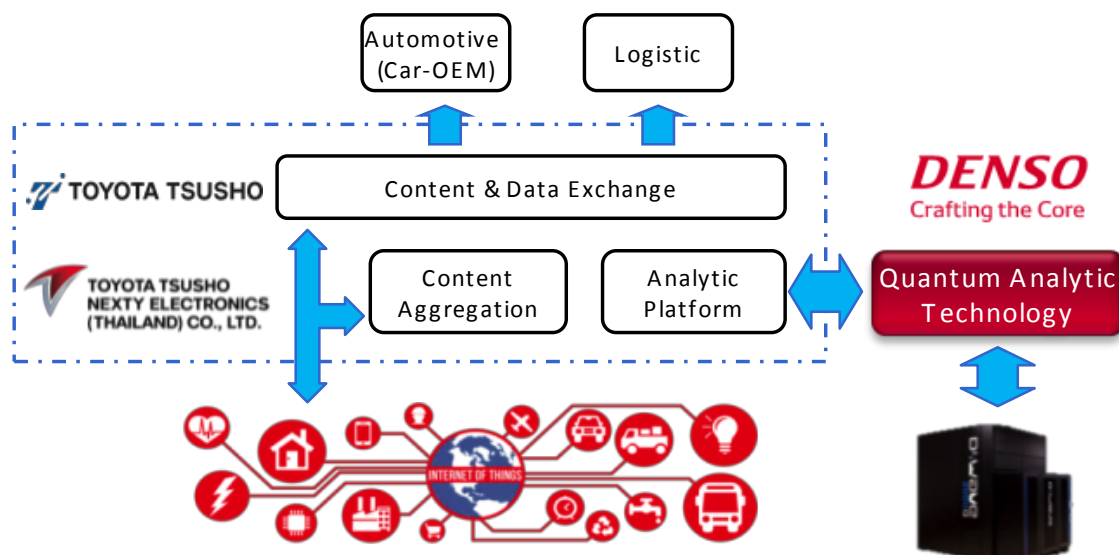 Automotive
(Car-OEM)
Logistic
TOYOTA TSUSHO
Content & Data Exchange
DENSO
Crafting the Core
TOYOTA TSUSHO
NEXTY ELECTRONICS
(THAILAND) CO., LTD.
Content
Aggregation
Analytic
Platform
Quantum Analytic
Technology
INTERNET OF THINGS
D:WAVE